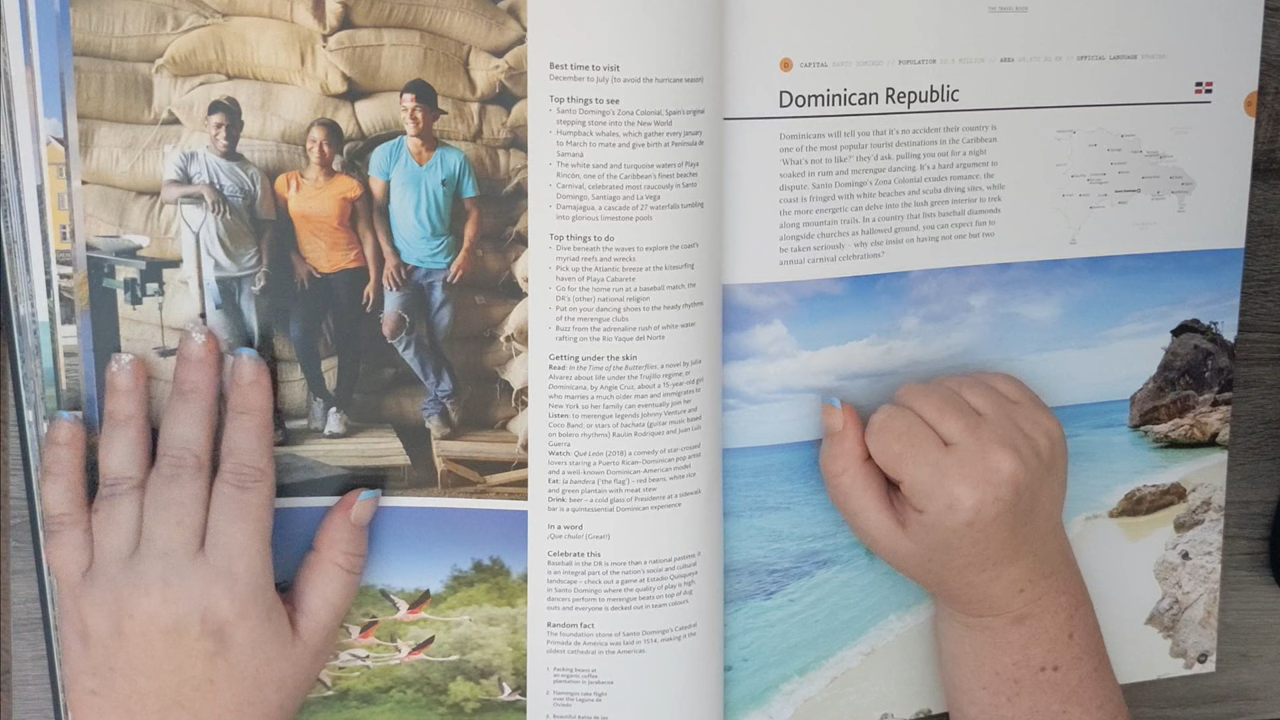 Best time to visit
December to July (to avoid the hurricane season)
Top things to see
• Santo Domingo's Zona Colonial, Spain's original
stepping stone into the New World
• Humpback whales, which gather every January
to March to mate and give birth at Península de
Samaná
• The white sand and turquoise waters of Playa
Rincón, one of the Caribbean's finest beaches
• Carnival, celebrated most raucously in Santo
Domingo, Santiago and La Vega
• Damajagua, a cascade of 27 waterfalls tumbling
into glorious limestone pools
Top things to do
• Dive beneath the waves to explore the coast's
myriad reefs and wrecks
• Pick up the Atlantic breeze at the kitesurfing
haven of Playa Cabarete
• Go for the home run at a baseball match, the
DR's (other) national religion
• Put on your dancing shoes to the heady rhythms
of the merengue clubs
• Buzz from the adrenaline rush of white-water
rafting on the Río Yaque del Norte
Getting under the skin
Read: In the Time of the Butterflies, a novel by Julia
Alvarez about life under the Trujillo regime; or
Dominicana, by Angie Cruz, about a 15-year-old girl
who marries a much older man and immigrates to
New York so her family can eventually join her
Listen: to merengue legends Johnny Ventura and
Coco Band; or stars of bachata (guitar music based
on bolero rhythms) Raulín Rodriquez and Juan Luis
Guerra
Watch: Qué León (2018) a comedy of star-crossed
lovers staring a Puerto Rican-Dominican pop artist
and a well-known Dominican-American model
Eat: la bandera ('the flag') – red beans, white rice
and green plantain with meat stew
Drink: beer – a cold glass of Presidente at a sidewalk
bar is a quintessential Dominican experience
In a word
¡Que chulo! (Great!)
Celebrate this
Baseball in the DR is more than a national pastime, it
is an integral part of the nation's social and cultural
landscape – check out a game at Estadio Quisqueya
in Santo Domingo where the quality of play is high,
dancers perform to merengue beats on top of dug
outs and everyone is decked out in team colours.
Random fact
The foundation stone of Santo Domingo's Catedral
Primada de América was laid in 1514, making it the
oldest cathedral in the Americas.
1. Packing beans at
an organic coffee
plantation in Jarabacoa
2. Flamingos take flight
over the Laguna de
Oviedo
3. Beautiful Bahía de las
THE TRAVEL BOOK
D CAPITAL SANTO DOMINGO // POPULATION MILLION // AREA SQ KM // OFFICIAL LANGUAGE SPANISH
Dominican Republic
D
Dominicans will tell you that it's no accident their country is
one of the most popular tourist destinations in the Caribbean.
'What's not to like?' they'd ask, pulling you out for a night
soaked in rum and merengue dancing. It's a hard argument to
dispute. Santo Domingo's Zona Colonial exudes romance, the
coast is fringed with white beaches and scuba diving sites, while
the more energetic can delve into the lush green interior to trek
along mountain trails. In a country that lists baseball diamonds
alongside churches as hallowed ground, you can expect fun to
be taken seriously – why else insist on having not one but two
annual carnival celebrations?